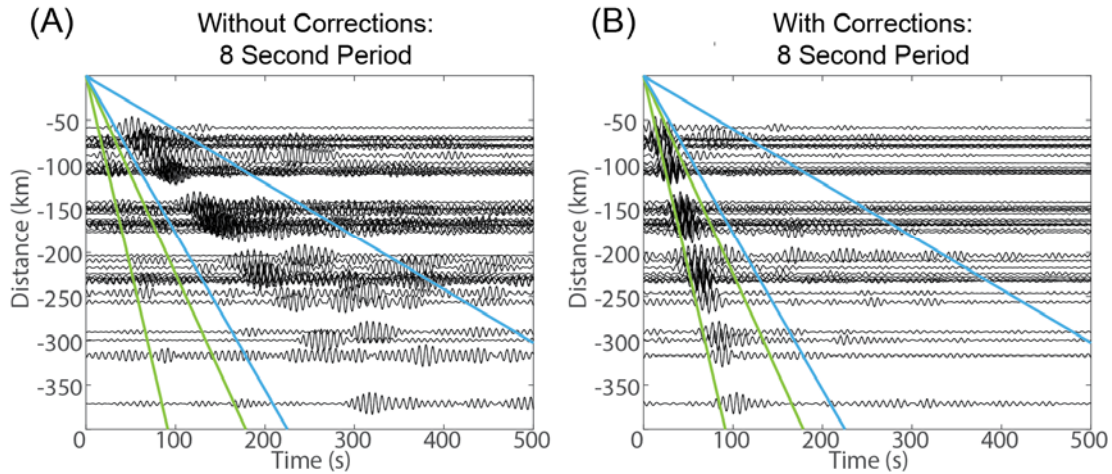 (A)
Without Corrections:
8 Second Period
-50
-100
-150
-200
-250
-300
-350
Distance (km)
0 100 200 300 400 500
Time (s)
(B)
With Corrections:
8 Second Period
-50
-100
-150
-200
-250
-300
-350
Distance (km)
0 100 200 300 400 500
Time (s)